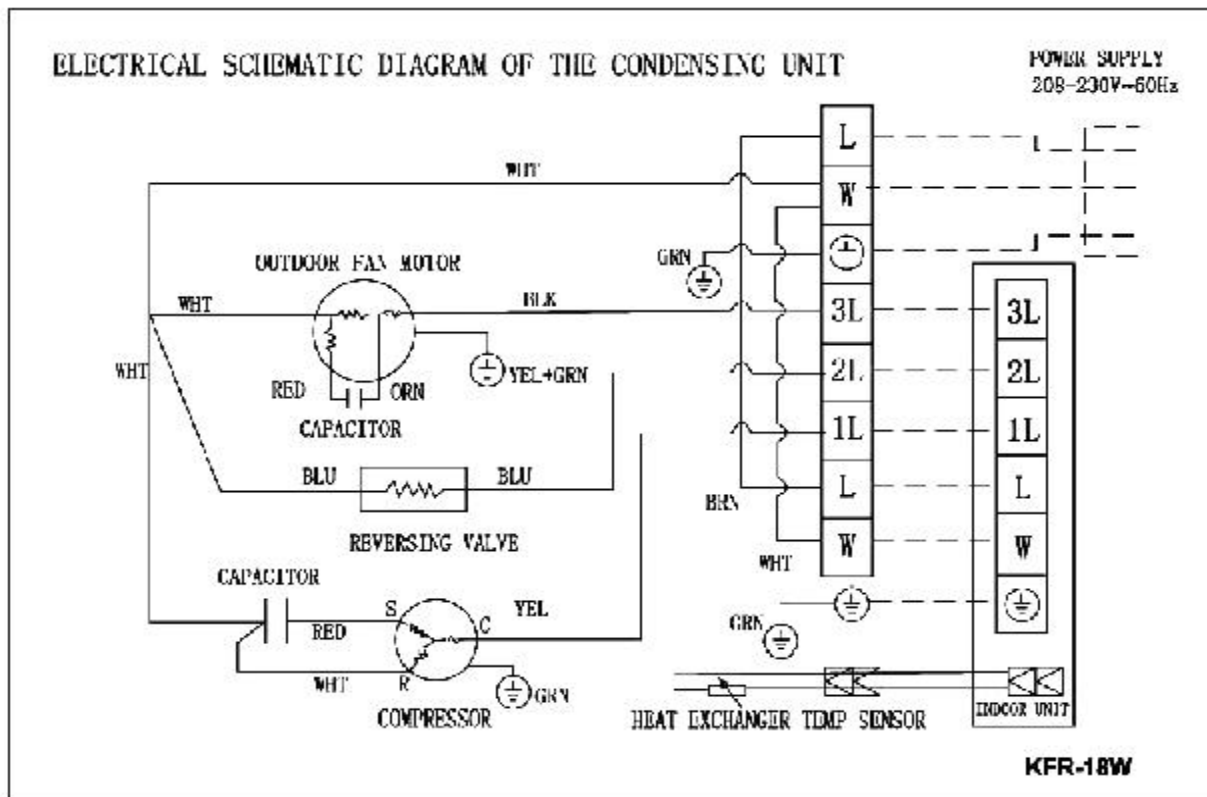 ELECTRICAL SCHEMATIC DIAGRAM OF THE CONDENSING UNIT
POWER SUPPLY
208-230V~60Hz
L
WHT
W
GRN
OUTDOOR FAN MOTOR
WHT
BLK
3L
3L
WHT
RED
ORN
YEL+GRN
2L
2L
CAPACITOR
1L
1L
BLU
BLU
L
L
BRN
REVERSING VALVE
W
W
WHT
CAPACITOR
S
YEL
RED
C
GRN
WHT
R
GRN
COMPRESSOR
HEAT EXCHANGER TEMP SENSOR
INDOOR UNIT
KFR-18W